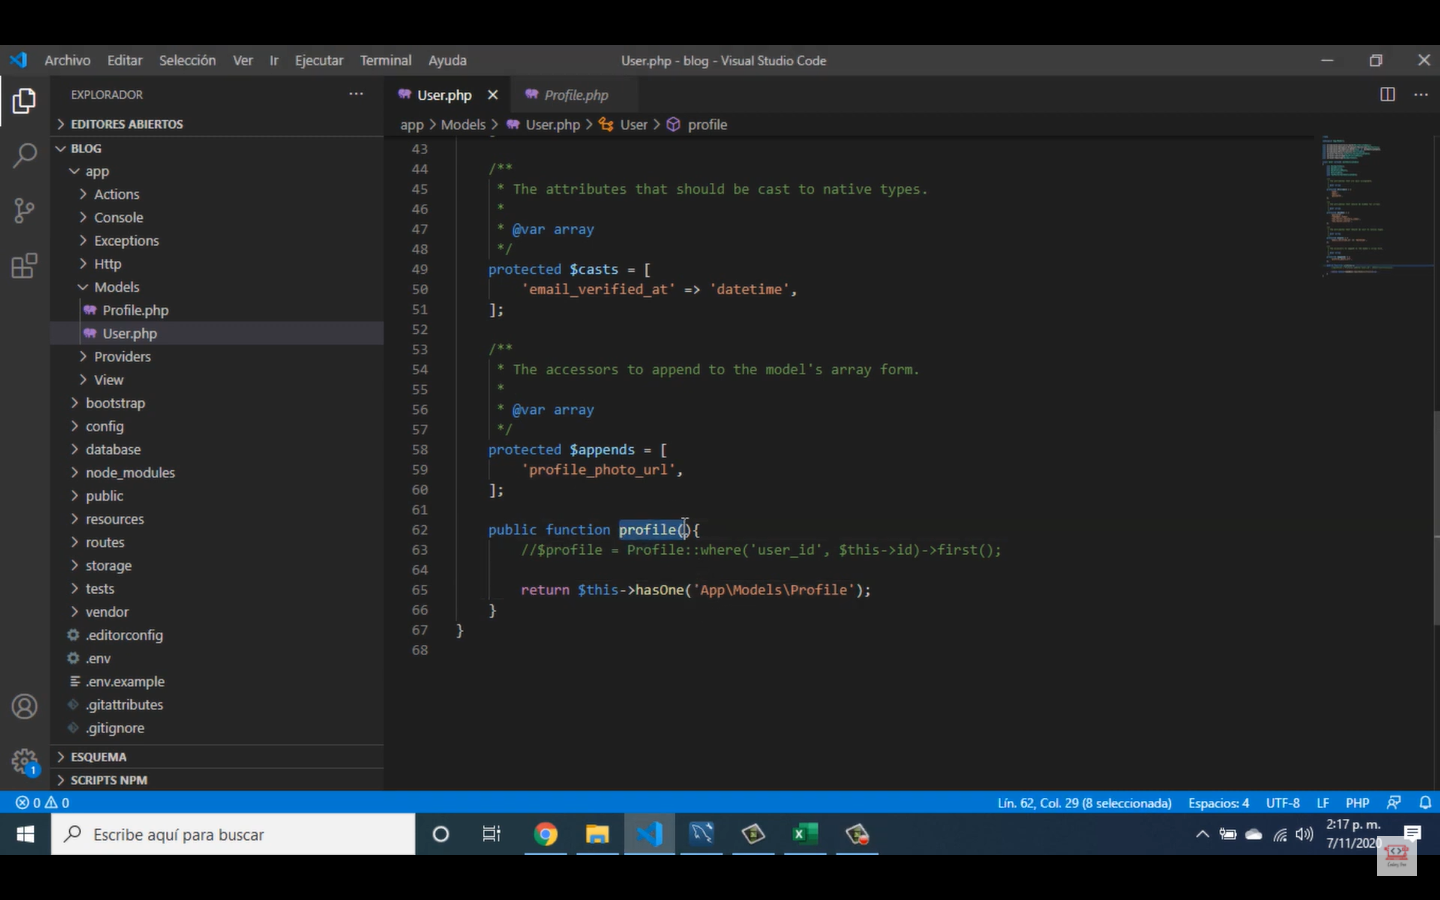 Archivo Editar Selección Ver Ir Ejecutar Terminal Ayuda
User.php - blog - Visual Studio Code
EXPLORADOR
EDITORES ABIERTOS
BLOG
app
Actions
Console
Exceptions
Http
Models
Profile.php
User.php
Providers
View
bootstrap
config
database
node_modules
public
resources
routes
storage
tests
vendor
.editorconfig
.env
.env.example
.gitattributes
.gitignore
ESQUEMA
SCRIPTS NPM
User.php Profile.php
app > Models > User.php > User > profile
43
44 /**
45 * The attributes that should be cast to native types.
46 *
47 * @var array
48 */
49 protected $casts = [
50 'email_verified_at' => 'datetime',
51 ];
52
53 /**
54 * The accessors to append to the model's array form.
55 *
56 * @var array
57 */
58 protected $appends = [
59 'profile_photo_url',
60 ];
61
62 public function profile(){
63 //$profile = Profile::where('user_id', $this->id)->first();
64
65 return $this->hasOne('App\Models\Profile');
66 }
67 }
68
1
0 0 Lín. 62, Col. 29 (8 seleccionada) Espacios: 4 UTF-8 LF PHP
Escribe aquí para buscar
2:17 p. m.
7/11/2020